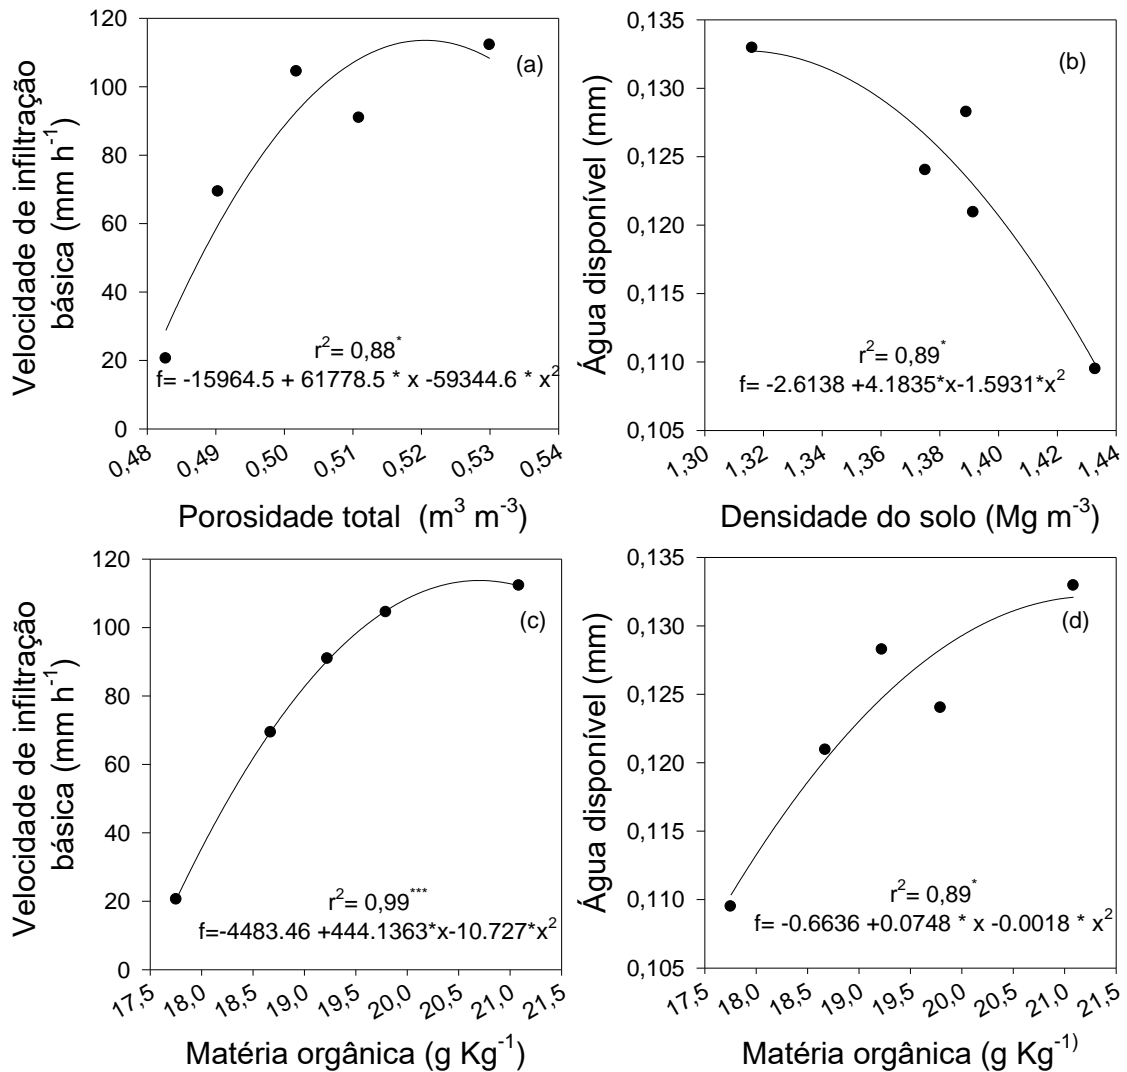 120
100
80
60
40
20
0
Velocidade de infiltração
básica (mm h⁻¹)
(a)
r²= 0,88*
f= -15964.5 + 61778.5 * x -59344.6 * x²
0,48 0,49 0,50 0,51 0,52 0,53 0,54
Porosidade total (m³ m⁻³)
0,135
0,130
0,125
0,120
0,115
0,110
0,105
Água disponível (mm)
(b)
r²= 0,89*
f= -2.6138 +4.1835*x-1.5931*x²
1,30 1,32 1,34 1,36 1,38 1,40 1,42 1,44
Densidade do solo (Mg m⁻³)
120
100
80
60
40
20
0
Velocidade de infiltração
básica (mm h⁻¹)
(c)
r²= 0,99***
f=-4483.46 +444.1363*x-10.727*x²
17,5 18,0 18,5 19,0 19,5 20,0 20,5 21,0 21,5
Matéria orgânica (g Kg⁻¹)
0,135
0,130
0,125
0,120
0,115
0,110
0,105
Água disponível (mm)
(d)
r²= 0,89*
f= -0.6636 +0.0748 * x -0.0018 * x²
17,5 18,0 18,5 19,0 19,5 20,0 20,5 21,0 21,5
Matéria orgânica (g Kg⁻¹⁾